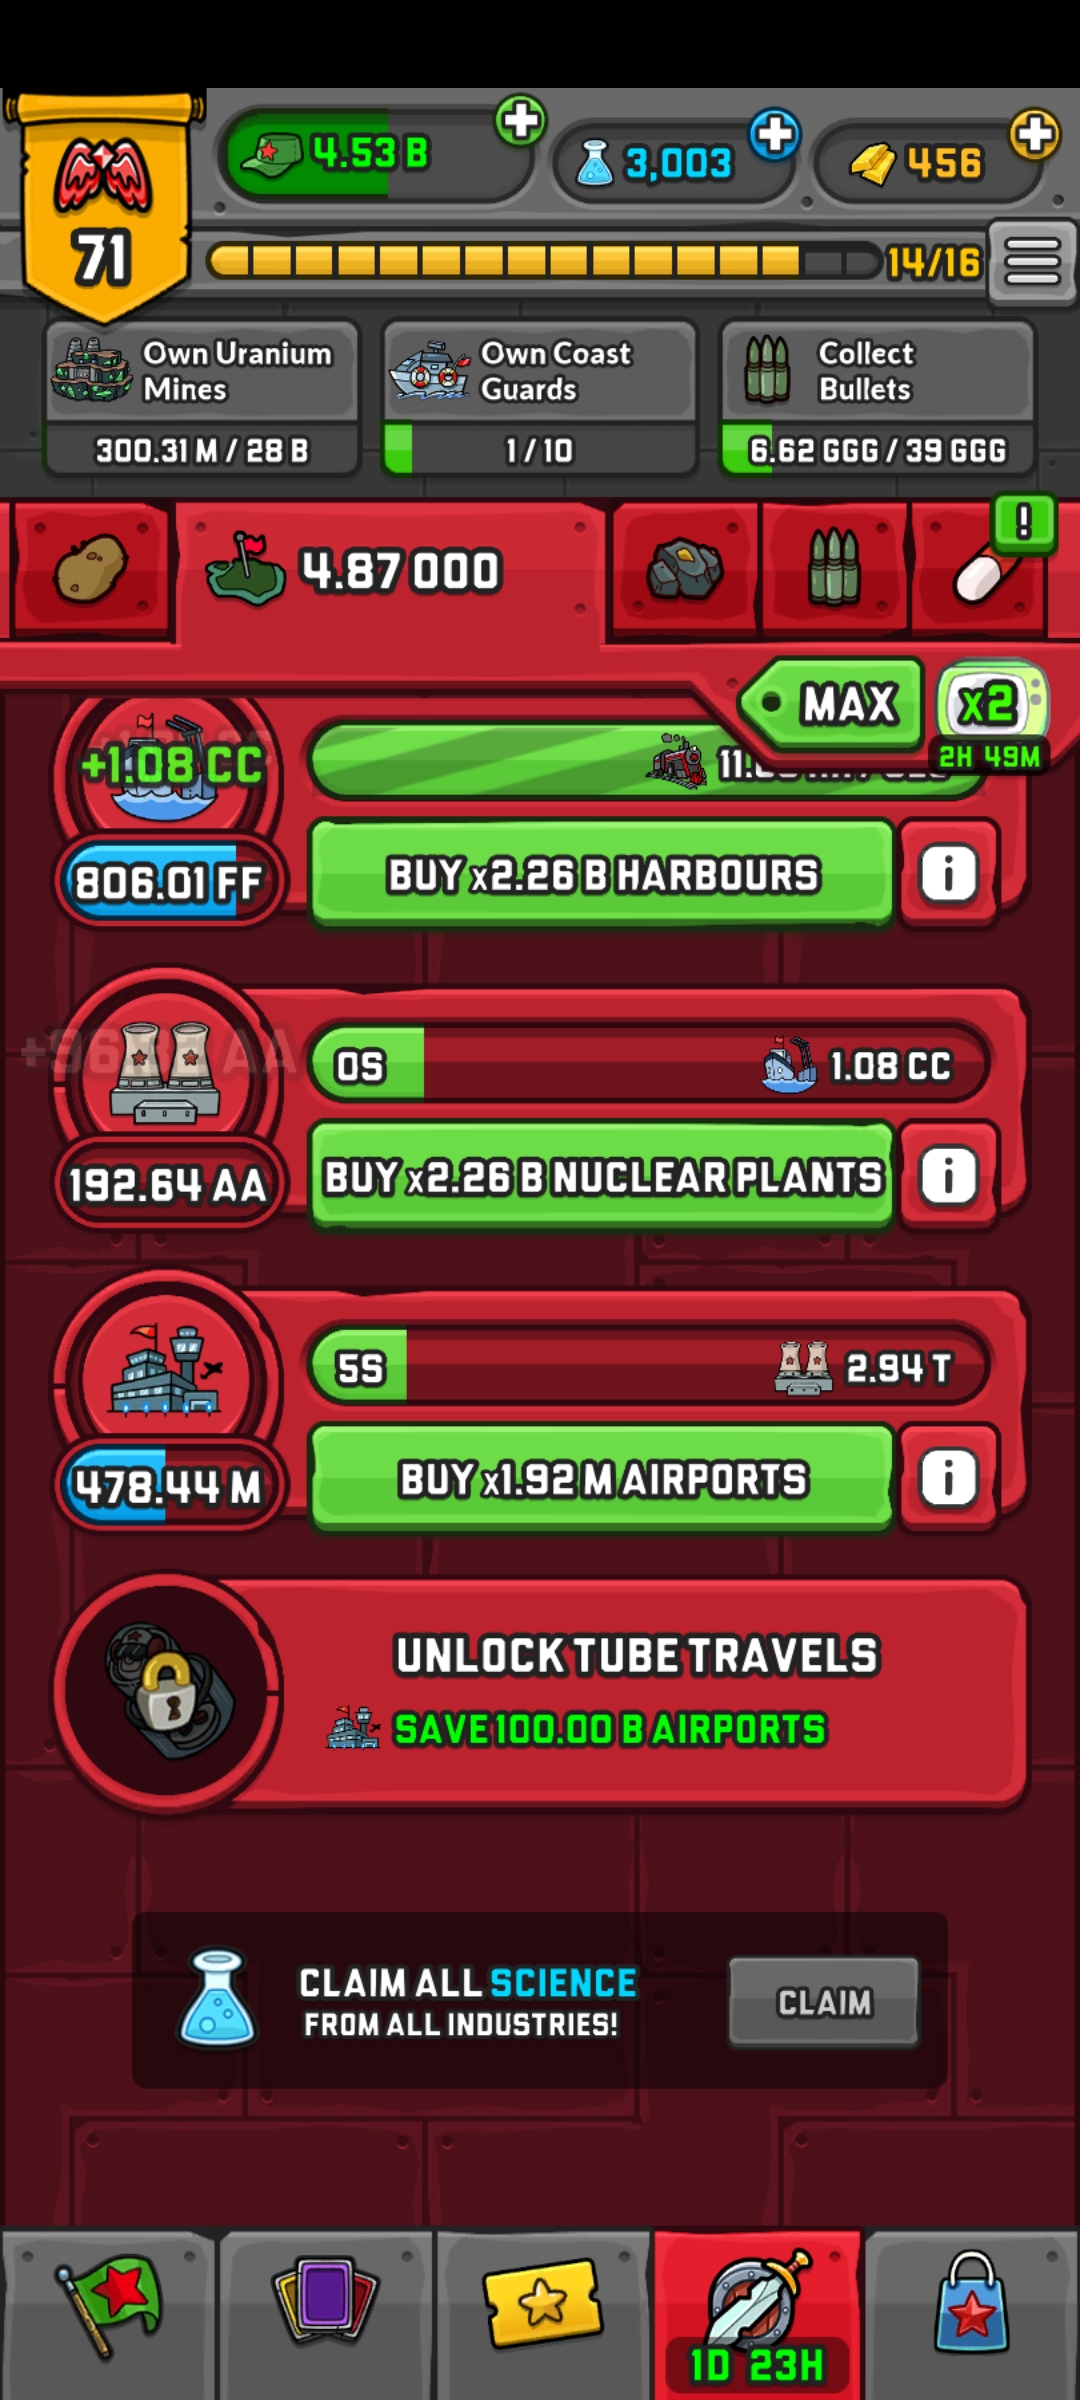 71
4.53 B
3,003
456
14/16
Own Uranium
Mines
300.31 M / 28 B
Own Coast
Guards
1 / 10
Collect
Bullets
6.62 GGG / 39 GGG
4.87 000
!
MAX
x2
2H 49M
+1.08 CC
806.01 FF
BUY x2.26 B HARBOURS
i
0S
1.08 CC
192.64 AA
BUY x2.26 B NUCLEAR PLANTS
i
5S
2.94 T
478.44 M
BUY x1.92 M AIRPORTS
i
UNLOCK TUBE TRAVELS
SAVE 100.00 B AIRPORTS
CLAIM ALL SCIENCE
FROM ALL INDUSTRIES!
CLAIM
1D 23H